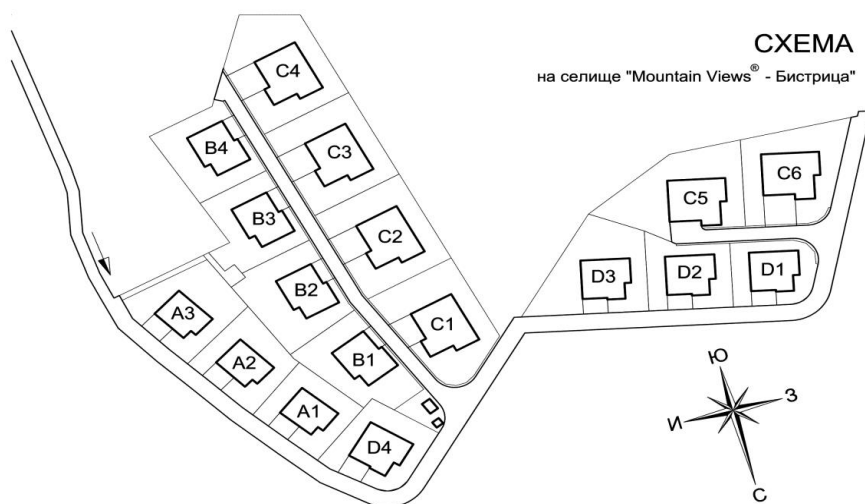 СХЕМА
на селище "Mountain Views® - Бистрица"
C4
B4
C3
C6
C5
B3
C2
D3
D2
D1
B2
A3
C1
A2
B1
A1
D4
Ю
И
З
С